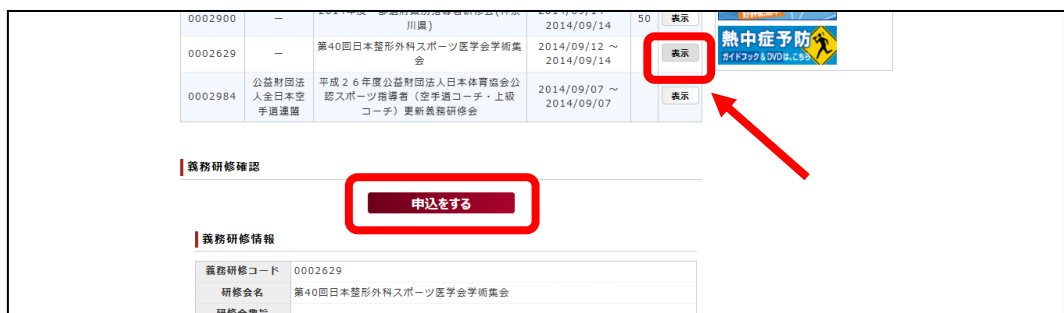 0002900
—
川県)
2014/09/14
50
表示
0002629
—
第40回日本整形外科スポーツ医学会学術集
会
2014/09/12 ～
2014/09/14
表示
0002984
公益財団法
人全日本空
手道連盟
平成２６年度公益財団法人日本体育協会公
認スポーツ指導者（空手道コーチ・上級
コーチ）更新義務研修会
2014/09/07 ～
2014/09/07
表示
熱中症予防
ガイドブック＆DVDは、こちら
義務研修確認
申込をする
義務研修情報
義務研修コード 0002629
研修会名 第40回日本整形外科スポーツ医学会学術集会